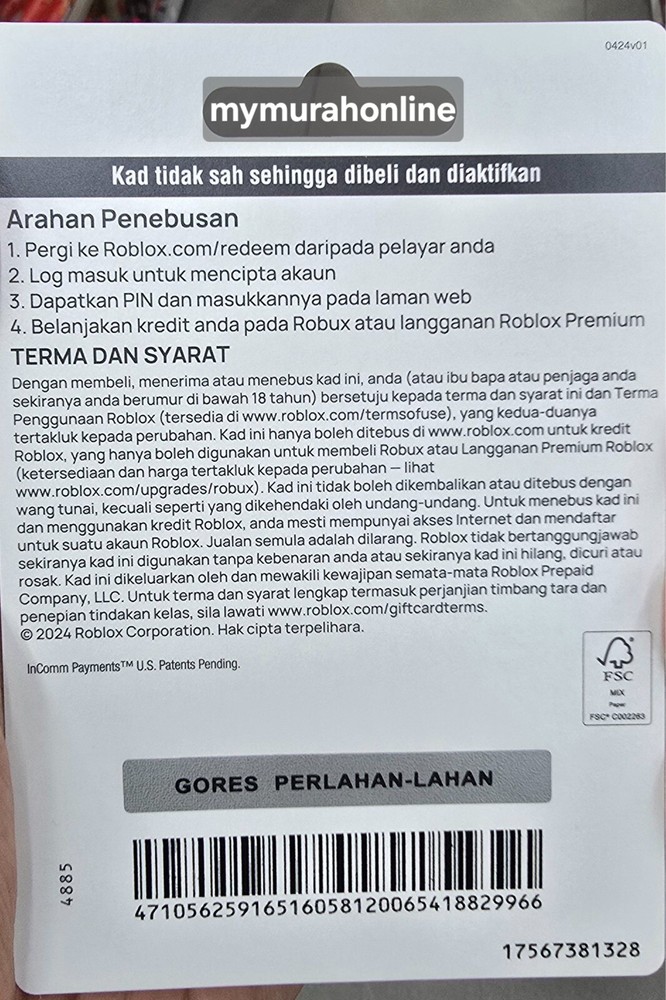 0424v01
mymurahonline
Kad tidak sah sehingga dibeli dan diaktifkan
Arahan Penebusan
1. Pergi ke Roblox.com/redeem daripada pelayar anda
2. Log masuk untuk mencipta akaun
3. Dapatkan PIN dan masukkannya pada laman web
4. Belanjakan kredit anda pada Robux atau langganan Roblox Premium
TERMA DAN SYARAT
Dengan membeli, menerima atau menebus kad ini, anda (atau ibu bapa atau penjaga anda
sekiranya anda berumur di bawah 18 tahun) bersetuju kepada terma dan syarat ini dan Terma
Penggunaan Roblox (tersedia di www.roblox.com/termsofuse), yang kedua-duanya
tertakluk kepada perubahan. Kad ini hanya boleh ditebus di www.roblox.com untuk kredit
Roblox, yang hanya boleh digunakan untuk membeli Robux atau Langganan Premium Roblox
(ketersediaan dan harga tertakluk kepada perubahan – lihat
www.roblox.com/upgrades/robux). Kad ini tidak boleh dikembalikan atau ditebus dengan
wang tunai, kecuali seperti yang dikehendaki oleh undang-undang. Untuk menebus kad ini
dan menggunakan kredit Roblox, anda mesti mempunyai akses Internet dan mendaftar
untuk suatu akaun Roblox. Jualan semula adalah dilarang. Roblox tidak bertanggungjawab
sekiranya kad ini digunakan tanpa kebenaran anda atau sekiranya kad ini hilang, dicuri atau
rosak. Kad ini dikeluarkan oleh dan mewakili kewajipan semata-mata Roblox Prepaid
Company, LLC. Untuk terma dan syarat lengkap termasuk perjanjian timbang tara dan
penepian tindakan kelas, sila lawati www.roblox.com/giftcardterms.
© 2024 Roblox Corporation. Hak cipta terpelihara.
InComm Payments™ U.S. Patents Pending.
FSC
MIX
Paper
FSC® C002263
GORES PERLAHAN-LAHAN
4885
47105625916516058120065418829966
17567381328